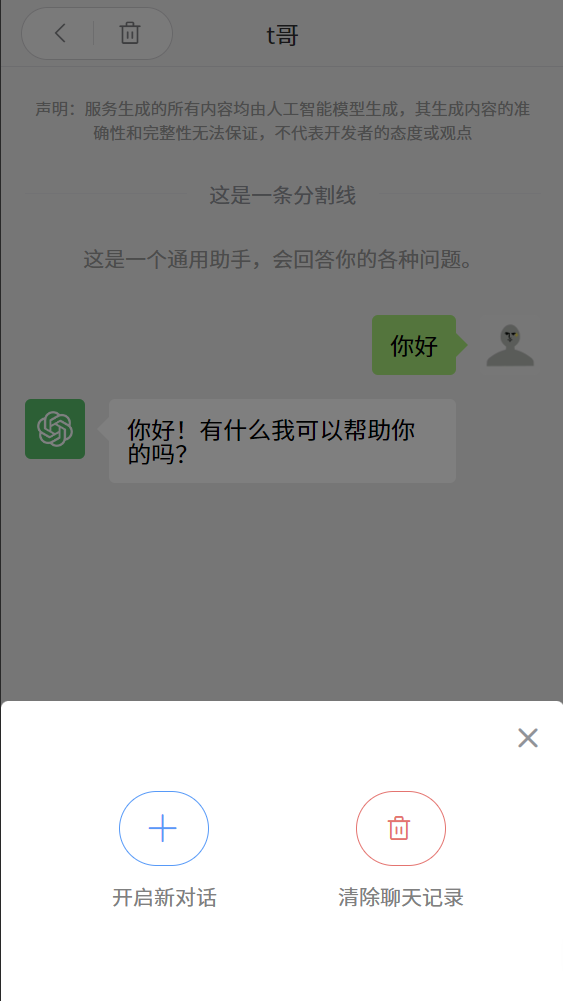 t哥
声明：服务生成的所有内容均由人工智能模型生成，其生成内容的准
确性和完整性无法保证，不代表开发者的态度或观点
这是一条分割线
这是一个通用助手，会回答你的各种问题。
你好
你好！有什么我可以帮助你
的吗？
开启新对话
清除聊天记录